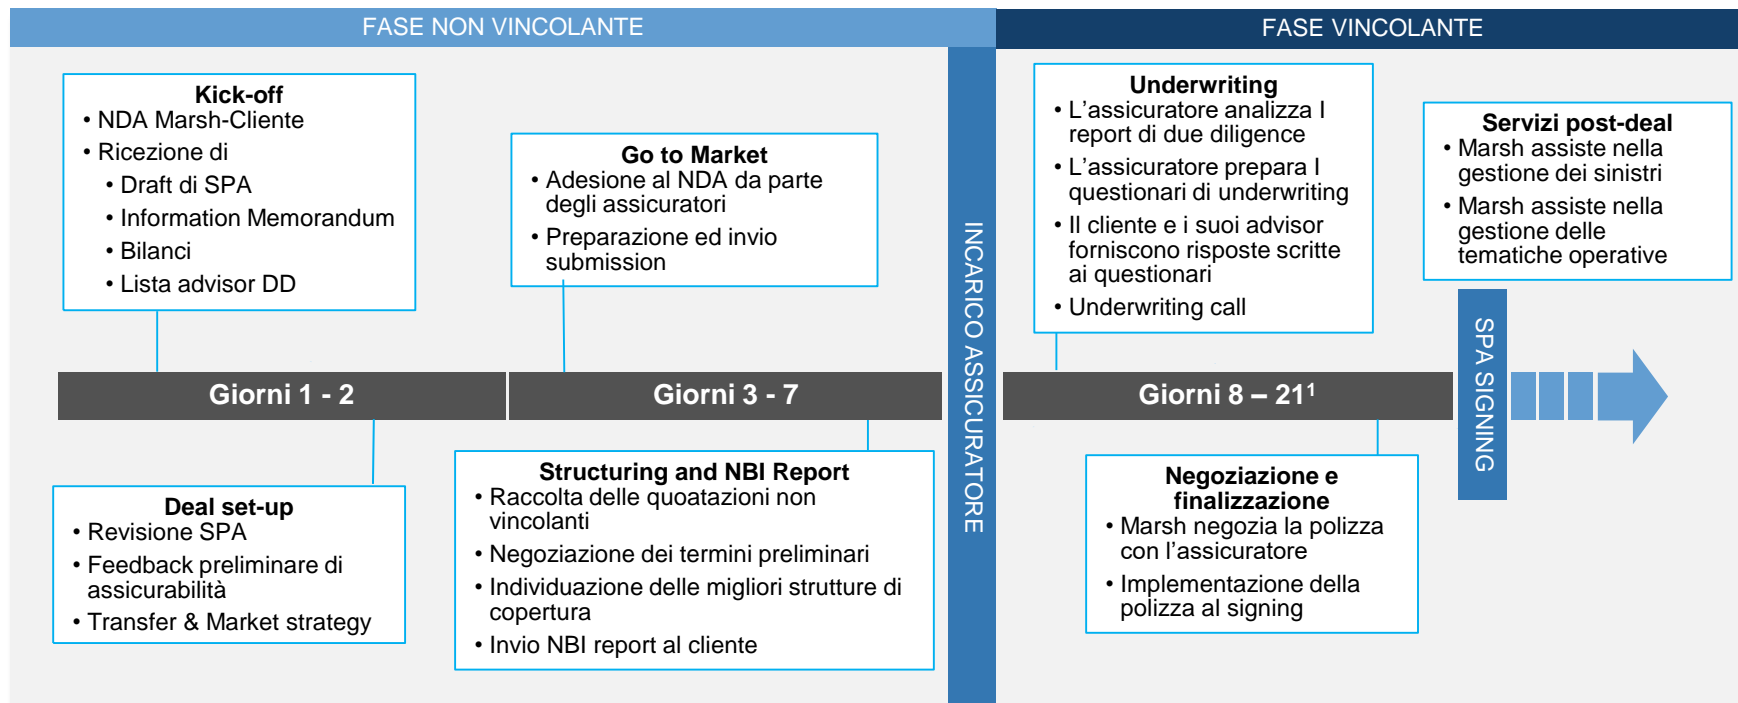 FASE NON VINCOLANTE
FASE VINCOLANTE
Kick-off
• NDA Marsh-Cliente
• Ricezione di
• Draft di SPA
• Information Memorandum
• Bilanci
• Lista advisor DD
Go to Market
• Adesione al NDA da parte
degli assicuratori
• Preparazione ed invio
submission
INCARICO ASSICURATORE
Underwriting
• L'assicuratore analizza I
report di due diligence
• L'assicuratore prepara I
questionari di underwriting
• Il cliente e i suoi advisor
forniscono risposte scritte
ai questionari
• Underwriting call
Servizi post-deal
• Marsh assiste nella
gestione dei sinistri
• Marsh assiste nella
gestione delle
tematiche operative
Giorni 1 - 2
Giorni 3 - 7
Giorni 8 – 21¹
SPA SIGNING
Deal set-up
• Revisione SPA
• Feedback preliminare di
assicurabilità
• Transfer & Market strategy
Structuring and NBI Report
• Raccolta delle quoatazioni non
vincolanti
• Negoziazione dei termini preliminari
• Individuazione delle migliori strutture di
copertura
• Invio NBI report al cliente
Negoziazione e
finalizzazione
• Marsh negozia la polizza
con l'assicuratore
• Implementazione della
polizza al signing